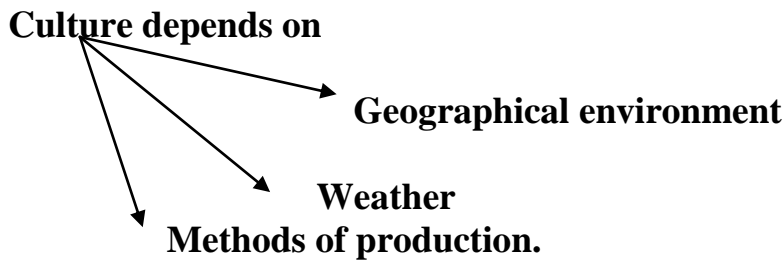 Culture depends on
Geographical environment
Weather
Methods of production.